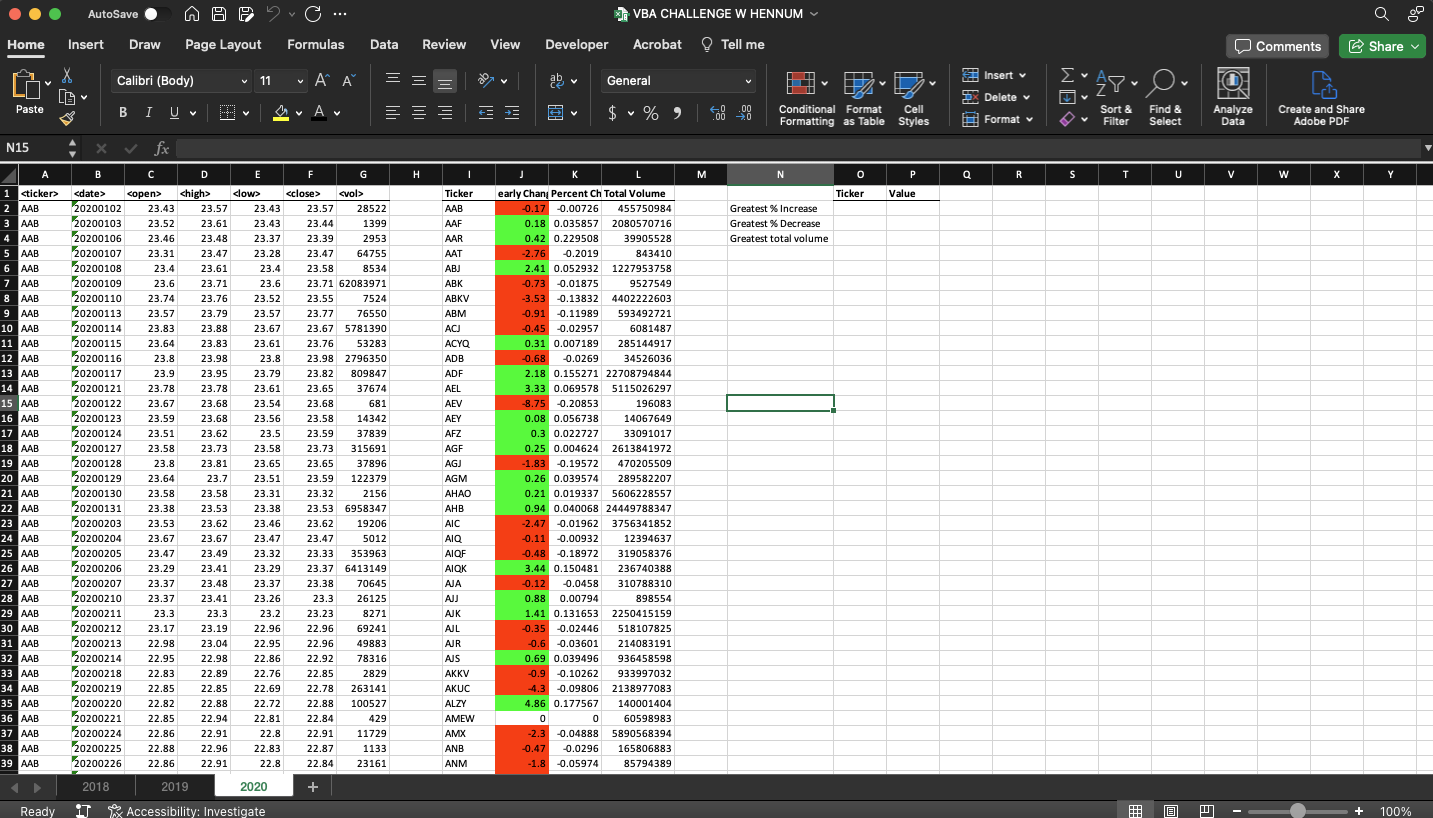 AutoSave VBA CHALLENGE W HENNUM
Home Insert Draw Page Layout Formulas Data Review View Developer Acrobat Tell me Comments Share
Paste Calibri (Body) 11 A A B I U A ab General $ % Conditional Formatting Format as Table Cell Styles Insert Delete Format Sort & Filter Find & Select Analyze Data Create and Share Adobe PDF
N15 fx
A B C D E F G H I J K L M N O P Q R S T U V W X Y
1 <ticker> <date> <open> <high> <low> <close> <vol> Ticker early Chang Percent Ch Total Volume Ticker Value
2 AAB 20200102 23.43 23.57 23.43 23.57 28522 AAB -0.17 -0.00726 455750984 Greatest % Increase
3 AAB 20200103 23.52 23.61 23.43 23.44 1399 AAF 0.18 0.035857 2080570716 Greatest % Decrease
4 AAB 20200106 23.46 23.48 23.37 23.39 2953 AAR 0.42 0.229508 39905528 Greatest total volume
5 AAB 20200107 23.31 23.47 23.28 23.47 64755 AAT -2.76 -0.2019 843410
6 AAB 20200108 23.4 23.61 23.4 23.58 8534 ABJ 2.41 0.052932 1227953758
7 AAB 20200109 23.6 23.71 23.6 23.71 62083971 ABK -0.73 -0.01875 9527549
8 AAB 20200110 23.74 23.76 23.52 23.55 7524 ABKV -3.53 -0.13832 4402222603
9 AAB 20200113 23.57 23.79 23.57 23.77 76550 ABM -0.91 -0.11989 593492721
10 AAB 20200114 23.83 23.88 23.67 23.67 5781390 ACJ -0.45 -0.02957 6081487
11 AAB 20200115 23.64 23.83 23.61 23.76 53283 ACYQ 0.31 0.007189 285144917
12 AAB 20200116 23.8 23.98 23.8 23.98 2796350 ADB -0.68 -0.0269 34526036
13 AAB 20200117 23.9 23.95 23.79 23.82 809847 ADF 2.18 0.155271 22708794844
14 AAB 20200121 23.78 23.78 23.61 23.65 37674 AEL 3.33 0.069578 5115026297
15 AAB 20200122 23.67 23.68 23.54 23.68 681 AEV -8.75 -0.20853 196083
16 AAB 20200123 23.59 23.68 23.56 23.58 14342 AEY 0.08 0.056738 14067649
17 AAB 20200124 23.51 23.62 23.5 23.59 37839 AFZ 0.3 0.022727 33091017
18 AAB 20200127 23.58 23.73 23.58 23.73 315691 AGF 0.25 0.004624 2613841972
19 AAB 20200128 23.8 23.81 23.65 23.65 37896 AGJ -1.83 -0.19572 470205509
20 AAB 20200129 23.64 23.7 23.51 23.59 122379 AGM 0.26 0.039574 289582207
21 AAB 20200130 23.58 23.58 23.31 23.32 2156 AHAO 0.21 0.019337 5606228557
22 AAB 20200131 23.38 23.53 23.38 23.53 6958347 AHB 0.94 0.040068 24449788347
23 AAB 20200203 23.53 23.62 23.46 23.62 19206 AIC -2.47 -0.01962 3756341852
24 AAB 20200204 23.67 23.67 23.47 23.47 5012 AIQ -0.11 -0.00932 12394637
25 AAB 20200205 23.47 23.49 23.32 23.33 353963 AIQF -0.48 -0.18972 319058376
26 AAB 20200206 23.29 23.41 23.29 23.37 6413149 AIQK 3.44 0.150481 236740388
27 AAB 20200207 23.37 23.48 23.37 23.38 70645 AJA -0.12 -0.0458 310788310
28 AAB 20200210 23.37 23.41 23.26 23.3 26125 AJJ 0.88 0.00794 898554
29 AAB 20200211 23.3 23.3 23.2 23.23 8271 AJK 1.41 0.131653 2250415159
30 AAB 20200212 23.17 23.19 22.96 22.96 69241 AJL -0.35 -0.02446 518107825
31 AAB 20200213 22.98 23.04 22.95 22.96 49883 AJR -0.6 -0.03601 214083191
32 AAB 20200214 22.95 22.98 22.86 22.92 78316 AJS 0.69 0.039496 936458598
33 AAB 20200218 22.83 22.89 22.76 22.85 2829 AKKV -0.9 -0.10262 933997032
34 AAB 20200219 22.85 22.85 22.69 22.78 263141 AKUC -4.3 -0.09806 2138977083
35 AAB 20200220 22.82 22.88 22.72 22.88 100527 ALZY 4.86 0.177567 140001404
36 AAB 20200221 22.85 22.94 22.81 22.84 429 AMEW 0 0 60598983
37 AAB 20200224 22.86 22.91 22.8 22.91 11729 AMX -2.3 -0.04888 5890568394
38 AAB 20200225 22.88 22.96 22.83 22.87 1133 ANB -0.47 -0.0296 165806883
39 AAB 20200226 22.86 22.91 22.8 22.84 23161 ANM -1.8 -0.05974 85794389
2018 2019 2020 +
Ready Accessibility: Investigate 100%